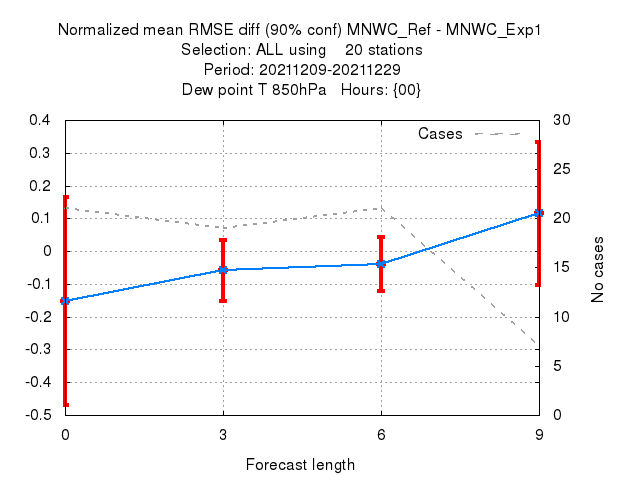 Normalized mean RMSE diff (90% conf) MNWC_Ref - MNWC_Exp1
Selection: ALL using 20 stations
Period: 20211209-20211229
Dew point T 850hPa Hours: {00}
Cases
0.4
0.3
0.2
0.1
0
-0.1
-0.2
-0.3
-0.4
-0.5
30
25
20
15
10
5
0
No cases
0 3 6 9
Forecast length